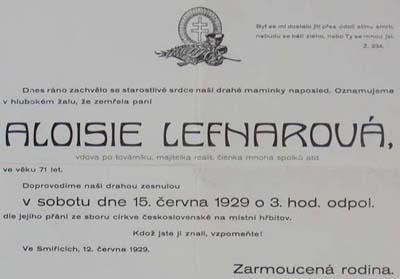 Byť se mi dostalo jíti přes údolí stínu smrti,
nebudu se báti zlého, nebo Ty se mnou jsi.
Ž. 23/4.
Dnes ráno zachvělo se starostlivé srdce naší drahé maminky naposled. Oznamujeme
v hlubokém žalu, že zemřela paní
ALOISIE LEFNAROVÁ,
vdova po továrníku, majitelka realit, členka mnoha spolků atd.
ve věku 71 let.
Doprovodíme naši drahou zesnulou
v sobotu dne 15. června 1929 o 3. hod. odpol.
dle jejího přání ze sboru církve československé na místní hřbitov.
Kdož jste ji znali, vzpomeňte!
Ve Smiřicích, 12. června 1929.
Zarmoucená rodina.